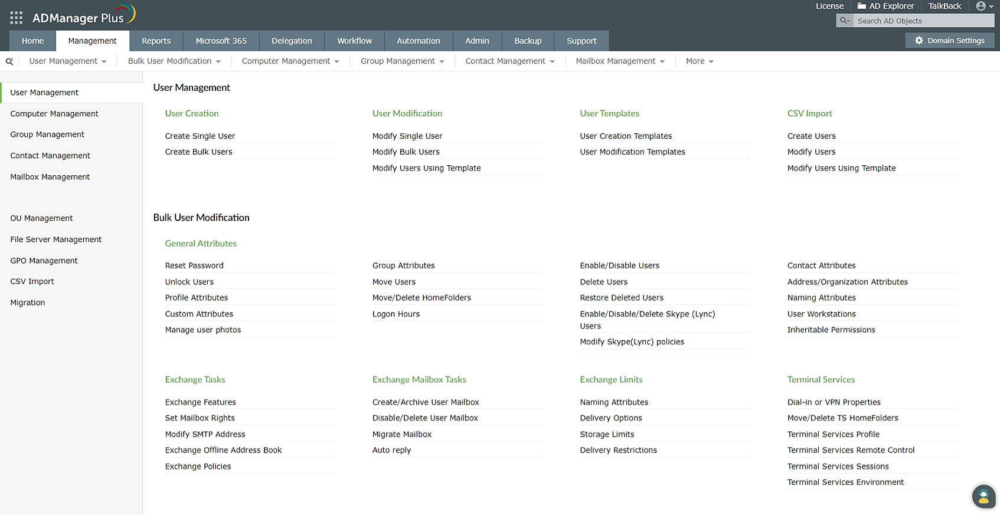 License
AD Explorer
TalkBack
ADManager Plus
Search AD Objects
Home
Management
Reports
Microsoft 365
Delegation
Workflow
Automation
Admin
Backup
Support
Domain Settings
User Management
Bulk User Modification
Computer Management
Group Management
Contact Management
Mailbox Management
More
User Management
Computer Management
Group Management
Contact Management
Mailbox Management
OU Management
File Server Management
GPO Management
CSV Import
Migration
User Management
User Creation
Create Single User
Create Bulk Users
User Modification
Modify Single User
Modify Bulk Users
Modify Users Using Template
User Templates
User Creation Templates
User Modification Templates
CSV Import
Create Users
Modify Users
Modify Users Using Template
Bulk User Modification
General Attributes
Reset Password
Unlock Users
Profile Attributes
Custom Attributes
Manage user photos
Group Attributes
Move Users
Move/Delete HomeFolders
Logon Hours
Enable/Disable Users
Delete Users
Restore Deleted Users
Enable/Disable/Delete Skype (Lync)
Users
Modify Skype(Lync) policies
Contact Attributes
Address/Organization Attributes
Naming Attributes
User Workstations
Inheritable Permissions
Exchange Tasks
Exchange Features
Set Mailbox Rights
Modify SMTP Address
Exchange Offline Address Book
Exchange Policies
Exchange Mailbox Tasks
Create/Archive User Mailbox
Disable/Delete User Mailbox
Migrate Mailbox
Auto reply
Exchange Limits
Naming Attributes
Delivery Options
Storage Limits
Delivery Restrictions
Terminal Services
Dial-in or VPN Properties
Move/Delete TS HomeFolders
Terminal Services Profile
Terminal Services Remote Control
Terminal Services Sessions
Terminal Services Environment